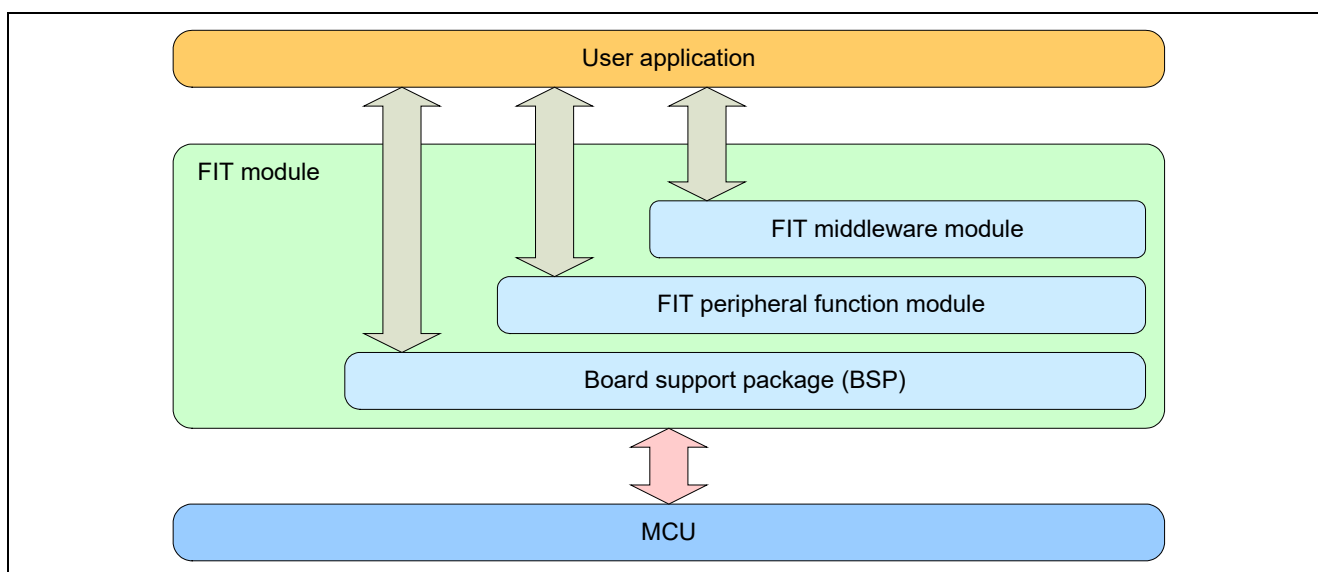 User application
FIT module
FIT middleware module
FIT peripheral function module
Board support package (BSP)
MCU